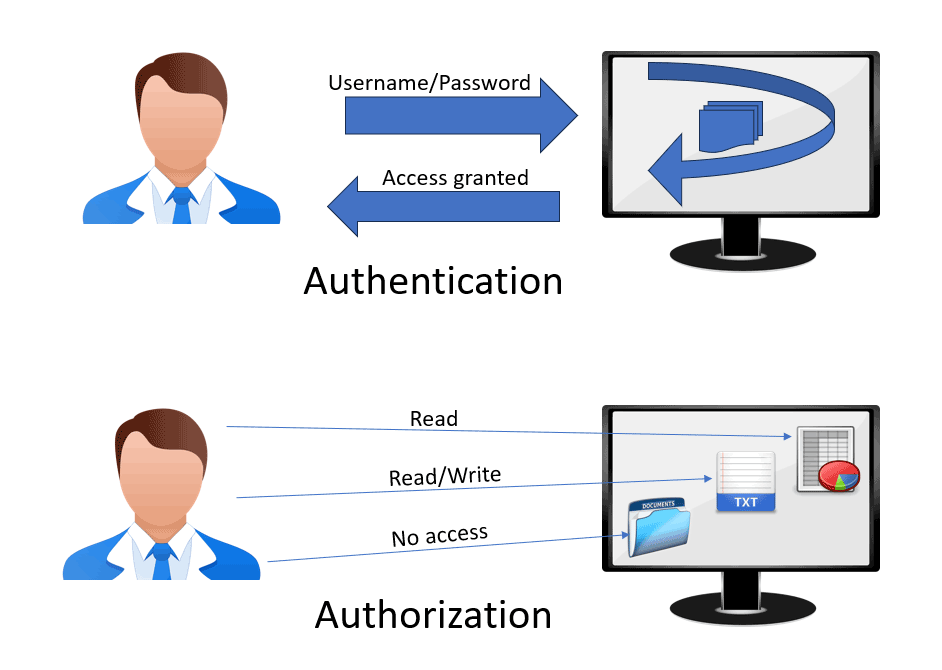 Username/Password
Access granted
Authentication
Read
Read/Write
TXT
No access
DOCUMENTS
Authorization